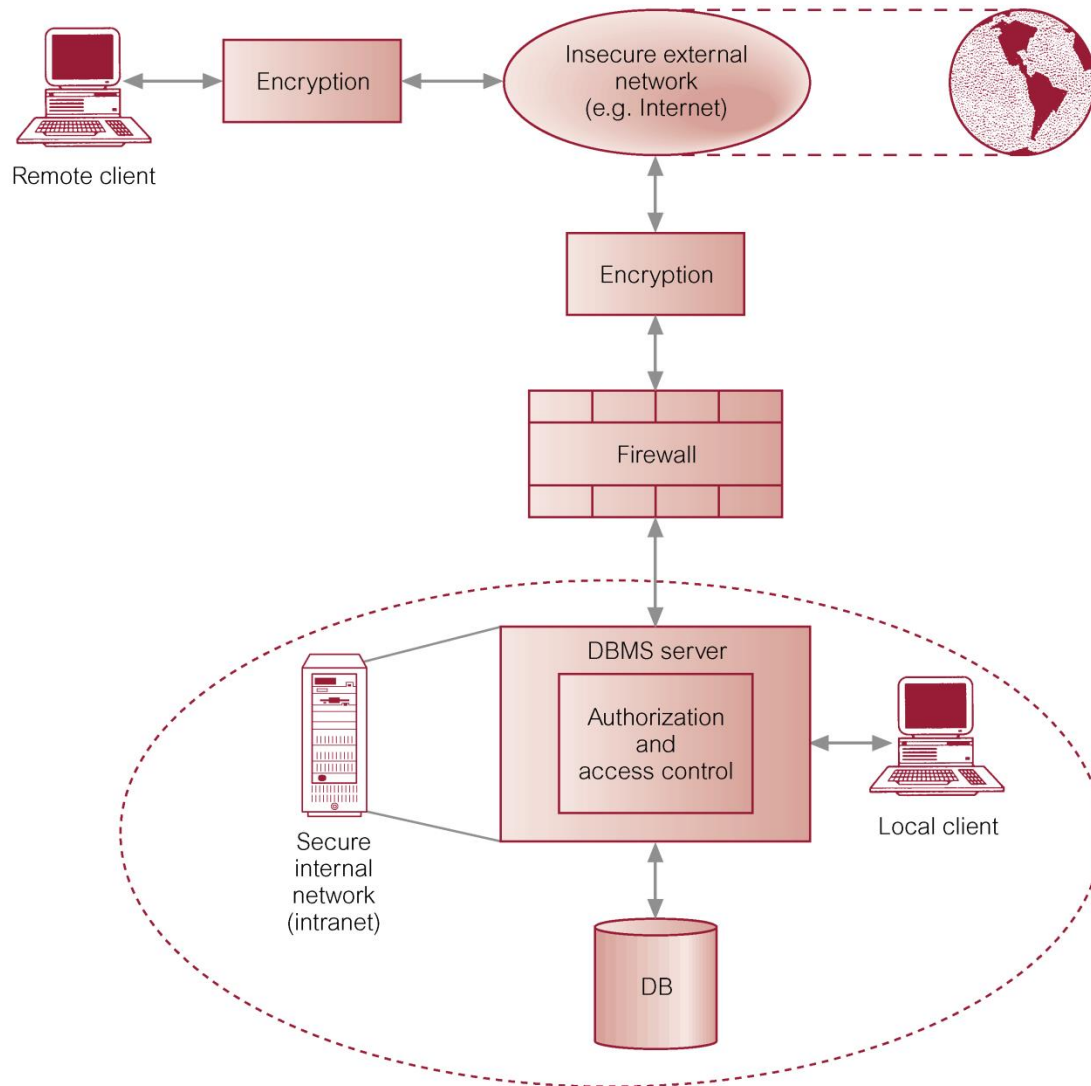 Encryption
Insecure external
network
(e.g. Internet)
Remote client
Encryption
Firewall
DBMS server
Authorization
and
access control
Secure
internal
network
(intranet)
Local client
DB